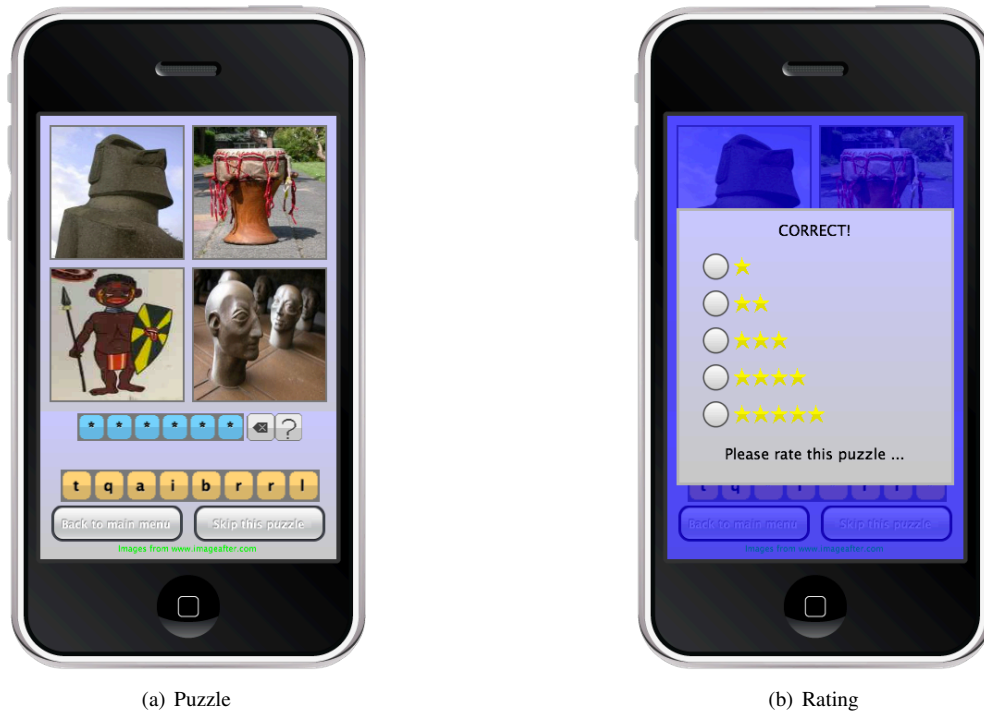 * * * * * * ?
t q a i b r r l
Back to main menu Skip this puzzle
Images from www.imageafter.com
(a) Puzzle
CORRECT!
Please rate this puzzle ...
t q i r r
Back to main menu Skip this puzzle
Images from www.imageafter.com
(b) Rating